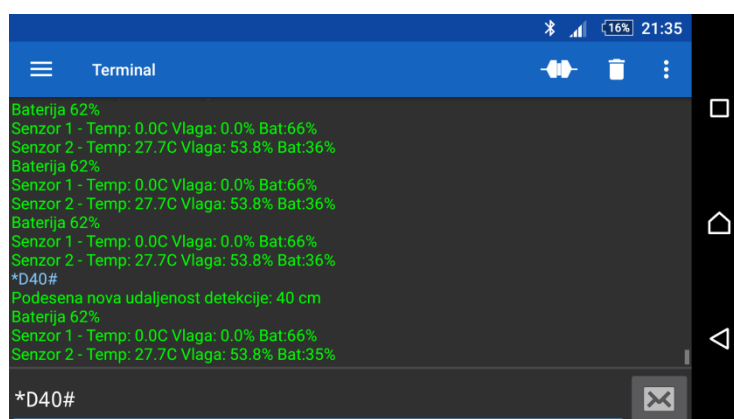 16% 21:35
Terminal
Baterija 62%
Senzor 1 - Temp: 0.0C Vlaga: 0.0% Bat:66%
Senzor 2 - Temp: 27.7C Vlaga: 53.8% Bat:36%
Baterija 62%
Senzor 1 - Temp: 0.0C Vlaga: 0.0% Bat:66%
Senzor 2 - Temp: 27.7C Vlaga: 53.8% Bat:36%
Baterija 62%
Senzor 1 - Temp: 0.0C Vlaga: 0.0% Bat:66%
Senzor 2 - Temp: 27.7C Vlaga: 53.8% Bat:36%
*D40#
Podesena nova udaljenost detekcije: 40 cm
Baterija 62%
Senzor 1 - Temp: 0.0C Vlaga: 0.0% Bat:66%
Senzor 2 - Temp: 27.7C Vlaga: 53.8% Bat:35%
*D40#